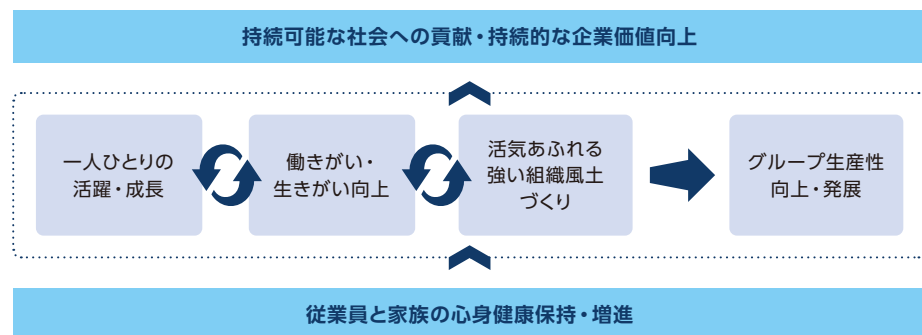 持続可能な社会への貢献・持続的な企業価値向上
一人ひとりの
活躍・成長
働きがい・
生きがい向上
活気あふれる
強い組織風土
づくり
グループ生産性
向上・発展
従業員と家族の心身健康保持・増進